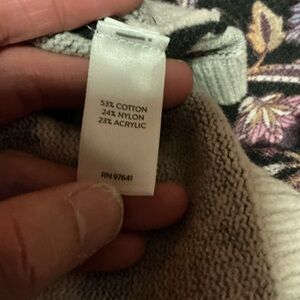 53% COTTON
24% NYLON
23% ACRYLIC
RN 97641